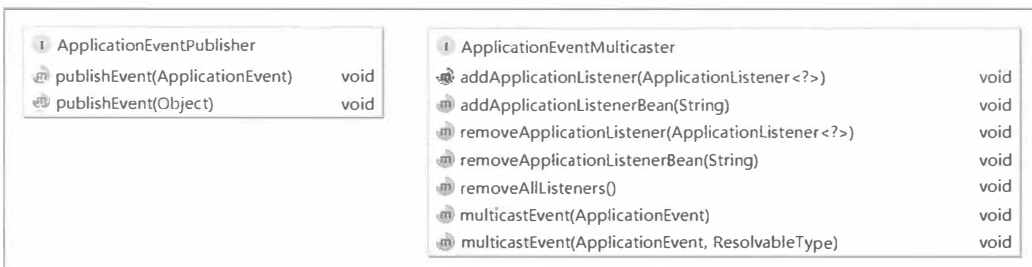 I ApplicationEventPublisher
m publishEvent(ApplicationEvent) void
m publishEvent(Object) void
I ApplicationEventMulticaster
m addApplicationListener(ApplicationListener<?>) void
m addApplicationListenerBean(String) void
m removeApplicationListener(ApplicationListener<?>) void
m removeApplicationListenerBean(String) void
m removeAllListeners() void
m multicastEvent(ApplicationEvent) void
m multicastEvent(ApplicationEvent, ResolvableType) void